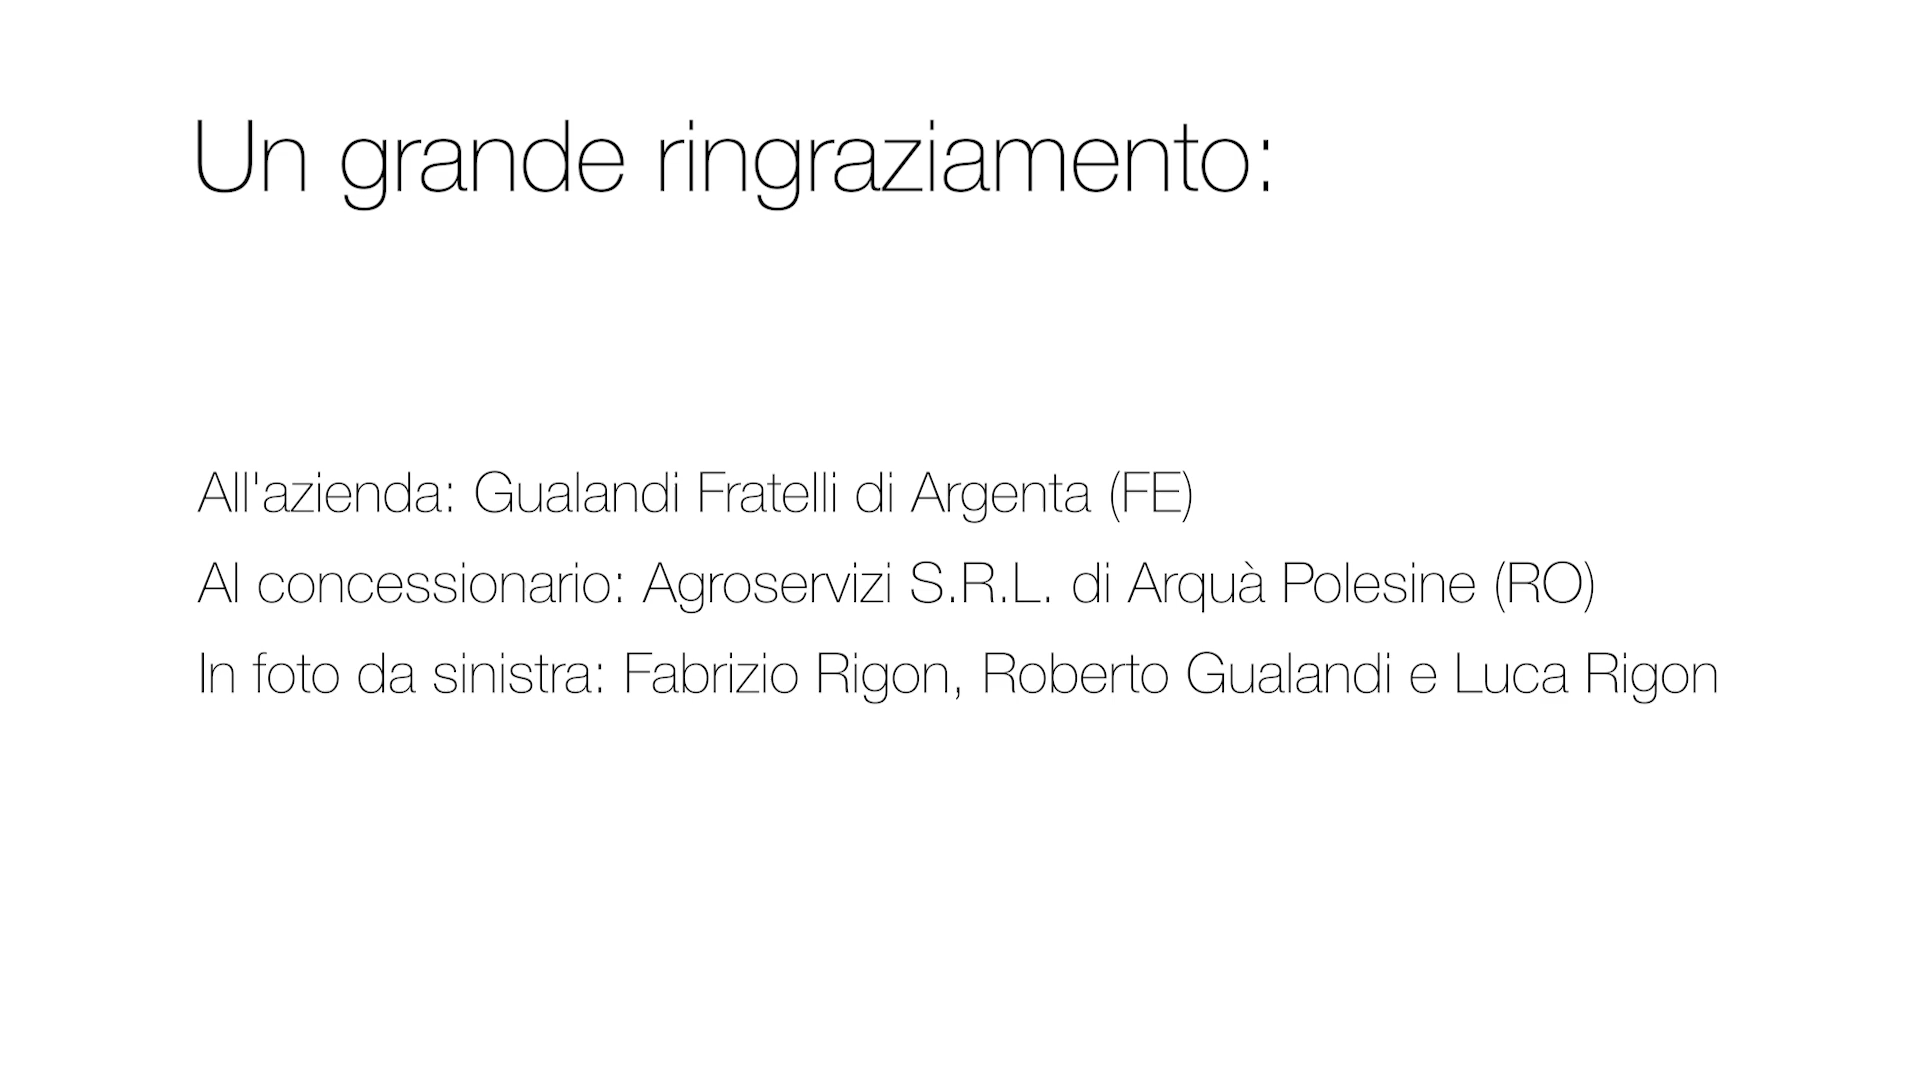 Un grande ringraziamento:
All'azienda: Gualandi Fratelli di Argenta (FE)
Al concessionario: Agroservizi S.R.L. di Arquà Polesine (RO)
In foto da sinistra: Fabrizio Rigon, Roberto Gualandi e Luca Rigon